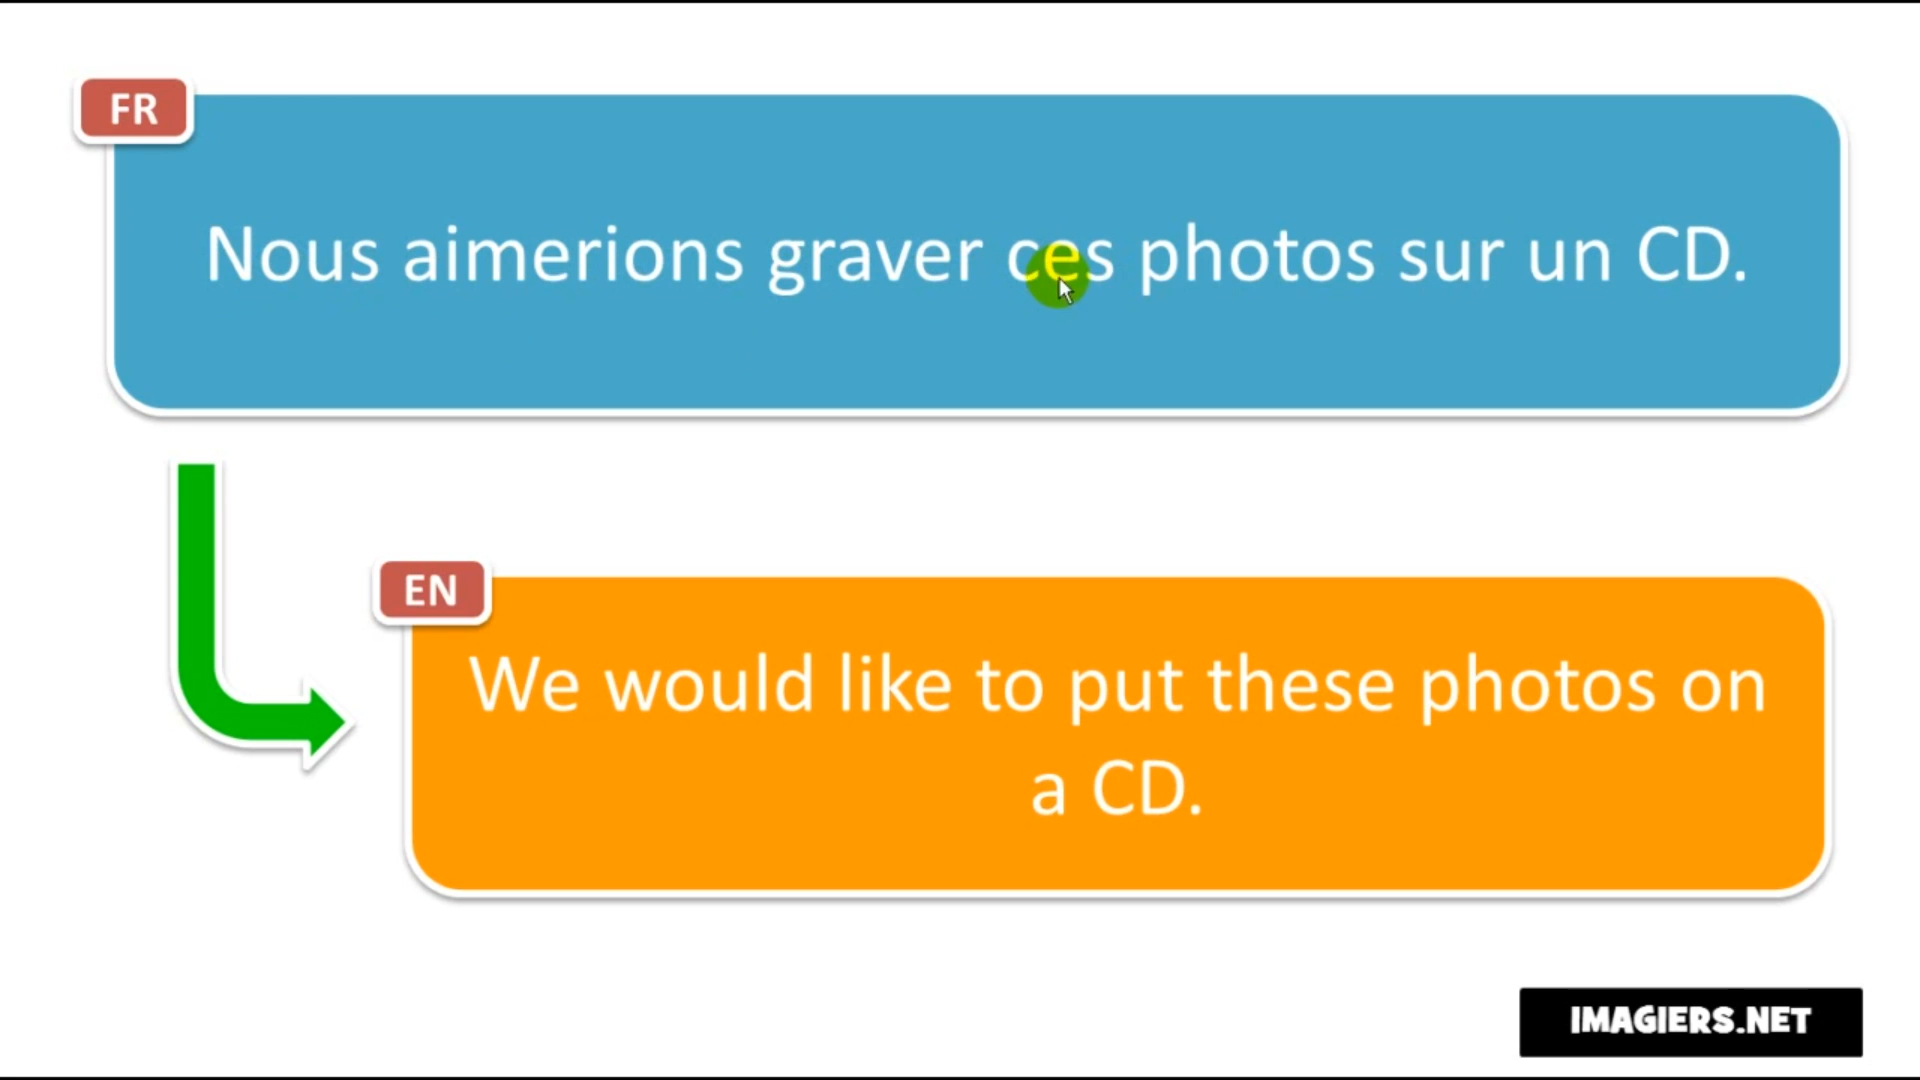 FR
Nous aimerions graver ces photos sur un CD.
EN
We would like to put these photos on
a CD.
IMAGIERS.NET